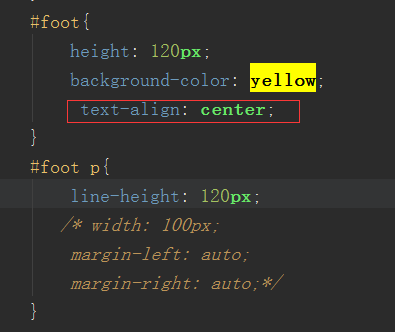 #foot{
height: 120px;
background-color: yellow;
text-align: center;
}
#foot p{
line-height: 120px;
/* width: 100px;
margin-left: auto;
margin-right: auto;*/
}